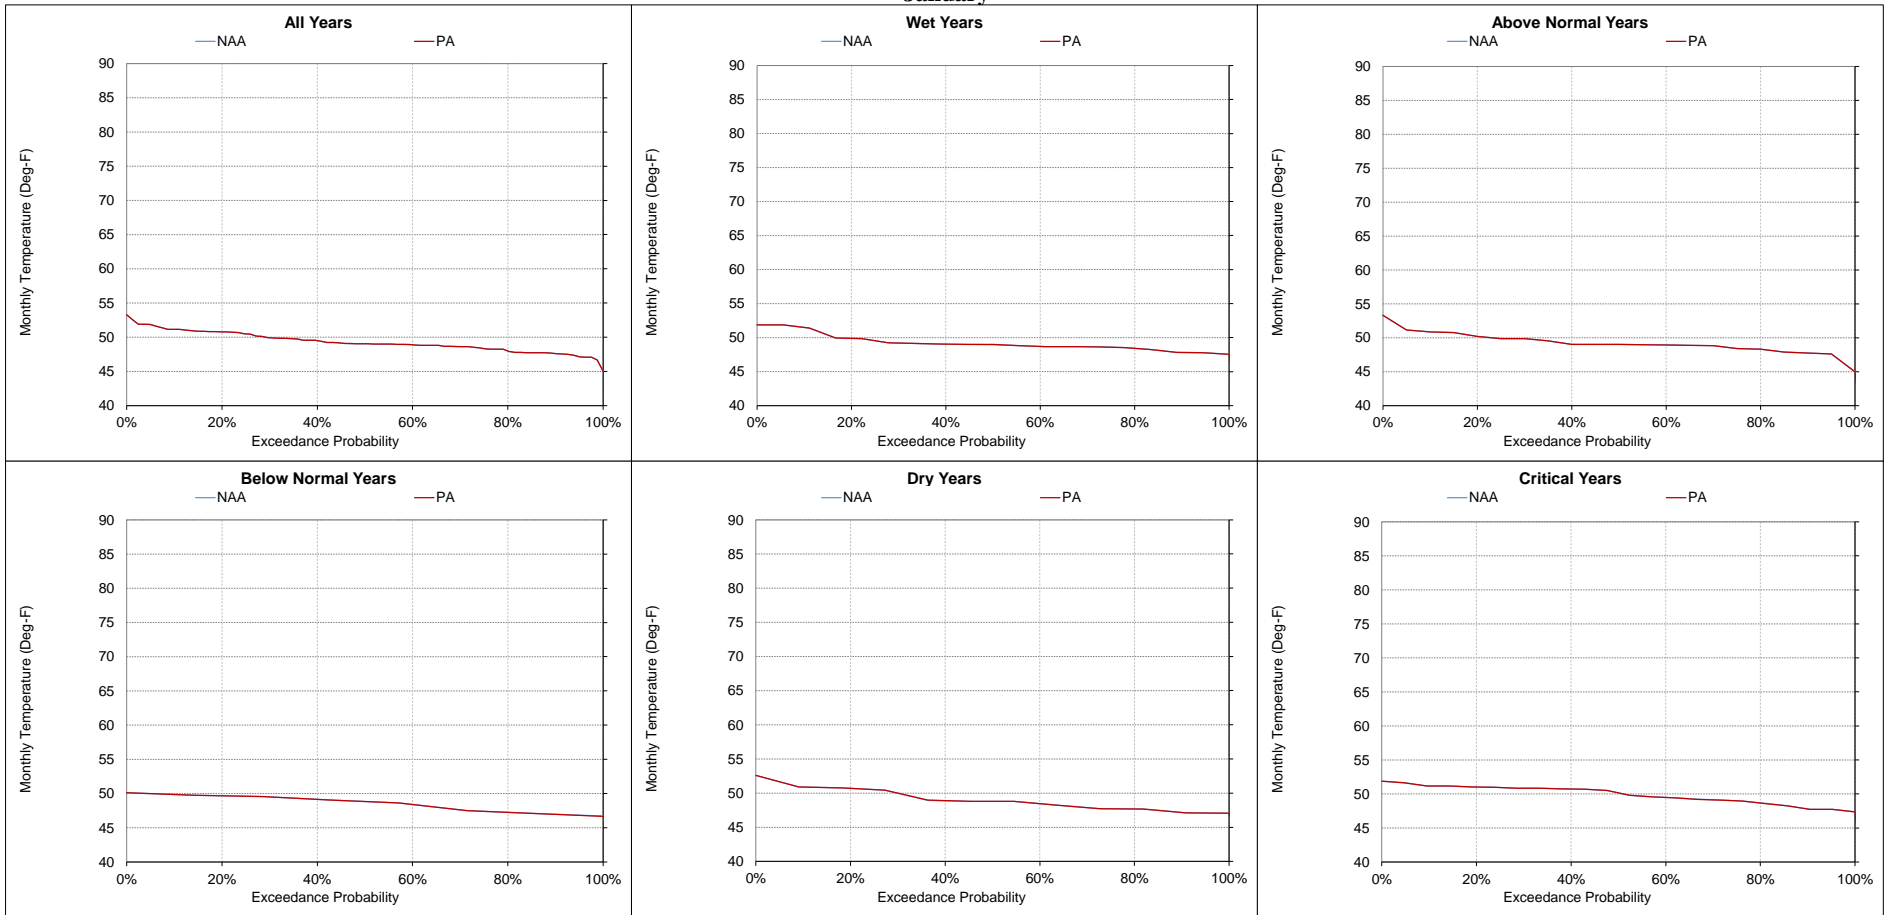 All Years
NAA PA
90
85
80
75
70
65
60
55
50
45
40
Monthly Temperature (Deg-F)
0% 20% 40% 60% 80% 100%
Exceedance Probability
Wet Years
NAA PA
90
85
80
75
70
65
60
55
50
45
40
Monthly Temperature (Deg-F)
0% 20% 40% 60% 80% 100%
Exceedance Probability
Above Normal Years
NAA PA
90
85
80
75
70
65
60
55
50
45
40
Monthly Temperature (Deg-F)
0% 20% 40% 60% 80% 100%
Exceedance Probability
Below Normal Years
NAA PA
90
85
80
75
70
65
60
55
50
45
40
Monthly Temperature (Deg-F)
0% 20% 40% 60% 80% 100%
Exceedance Probability
Dry Years
NAA PA
90
85
80
75
70
65
60
55
50
45
40
Monthly Temperature (Deg-F)
0% 20% 40% 60% 80% 100%
Exceedance Probability
Critical Years
NAA PA
90
85
80
75
70
65
60
55
50
45
40
Monthly Temperature (Deg-F)
0% 20% 40% 60% 80% 100%
Exceedance Probability